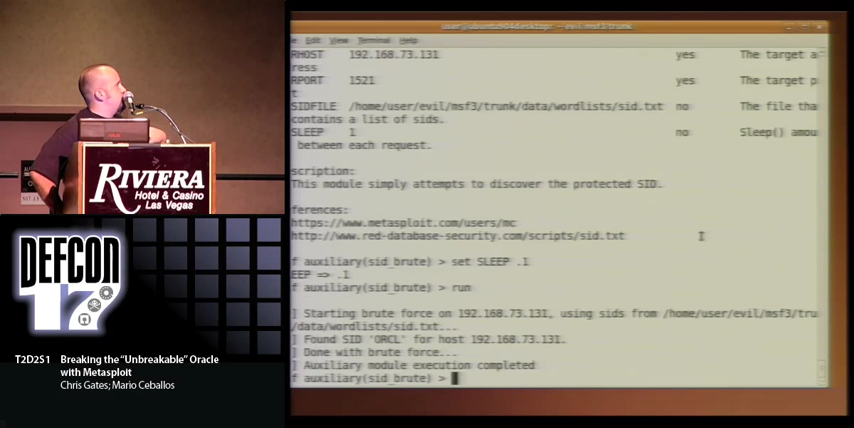 user@ubuntu904desktop: ~/evil/msf3/trunk
e Edit View Terminal Help
RHOST 192.168.73.131 yes The target a
ress
RPORT 1521 yes The target p
t
SIDFILE /home/user/evil/msf3/trunk/data/wordlists/sid.txt no The file tha
contains a list of sids.
SLEEP 1 no Sleep() amou
between each request.
scription:
This module simply attempts to discover the protected SID.
ferences:
https://www.metasploit.com/users/mc
http://www.red-database-security.com/scripts/sid.txt
f auxiliary(sid_brute) > set SLEEP .1
EEP => .1
f auxiliary(sid_brute) > run
] Starting brute force on 192.168.73.131, using sids from /home/user/evil/msf3/tru
/data/wordlists/sid.txt...
] Found SID 'ORCL' for host 192.168.73.131.
] Done with brute force...
] Auxiliary module execution completed
f auxiliary(sid_brute) >
RIVIERA
Hotel & Casino
Las Vegas
DEFCON
17
T2D2S1 Breaking the "Unbreakable" Oracle
with Metasploit
Chris Gates; Mario Ceballos